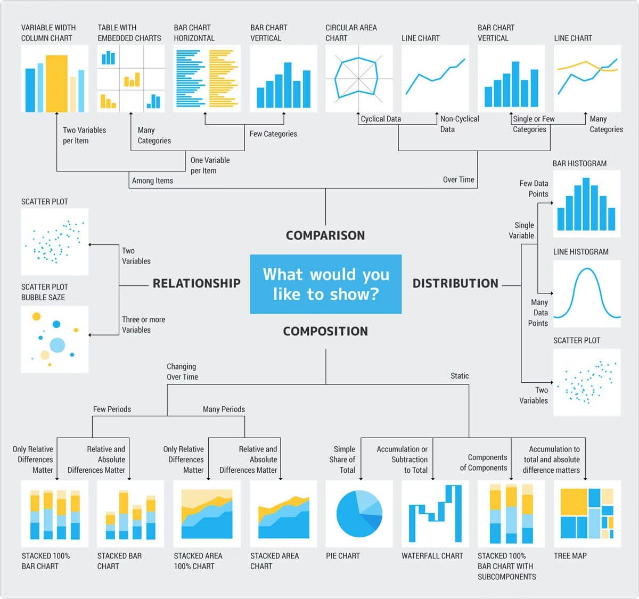 VARIABLE WIDTH
COLUMN CHART
TABLE WITH
EMBEDDED CHARTS
BAR CHART
HORIZONTAL
BAR CHART
VERTICAL
CIRCULAR AREA
CHART
LINE CHART
BAR CHART
VERTICAL
LINE CHART
Two Variables
per Item
Many
Categories
Few Categories
Cyclical Data
Non-Cyclical
Data
Single or Few
Categories
Many
Categories
One Variable
per Item
Among Items
Over Time
COMPARISON
BAR HISTOGRAM
Few Data
Points
Single
Variable
LINE HISTOGRAM
Many
Data
Points
SCATTER PLOT
Two
Variables
SCATTER PLOT
Two
Variables
SCATTER PLOT
BUBBLE SAZE
Three or more
Variables
RELATIONSHIP
What would you
like to show?
DISTRIBUTION
COMPOSITION
Changing
Over Time
Static
Few Periods
Many Periods
Only Relative
Differences
Matter
Relative and
Absolute
Differences Matter
Only Relative
Differences
Matter
Relative and
Absolute
Differences Matter
Simple
Share of
Total
Accumulation or
Subtraction
to Total
Components
of Components
Accumulation to
total and absolute
difference matters
STACKED 100%
BAR CHART
STACKED BAR
CHART
STACKED AREA
100% CHART
STACKED AREA
CHART
PIE CHART
WATERFALL CHART
STACKED 100%
BAR CHART WITH
SUBCOMPONENTS
TREE MAP